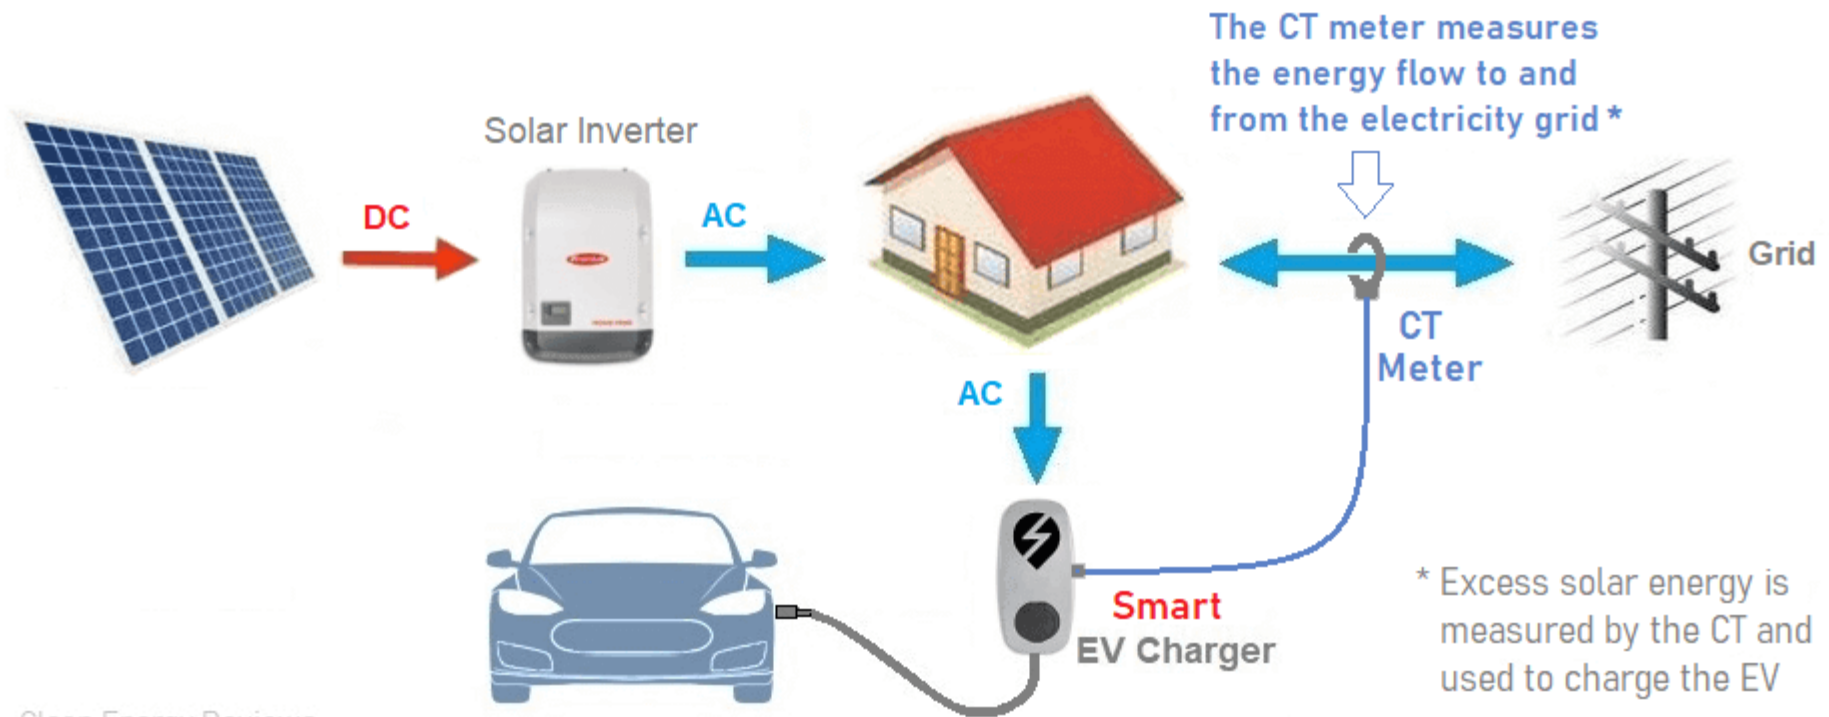 The CT meter measures
the energy flow to and
from the electricity grid *
Solar Inverter
DC
AC
Grid
CT
Meter
AC
Smart
EV Charger
* Excess solar energy is
measured by the CT and
used to charge the EV